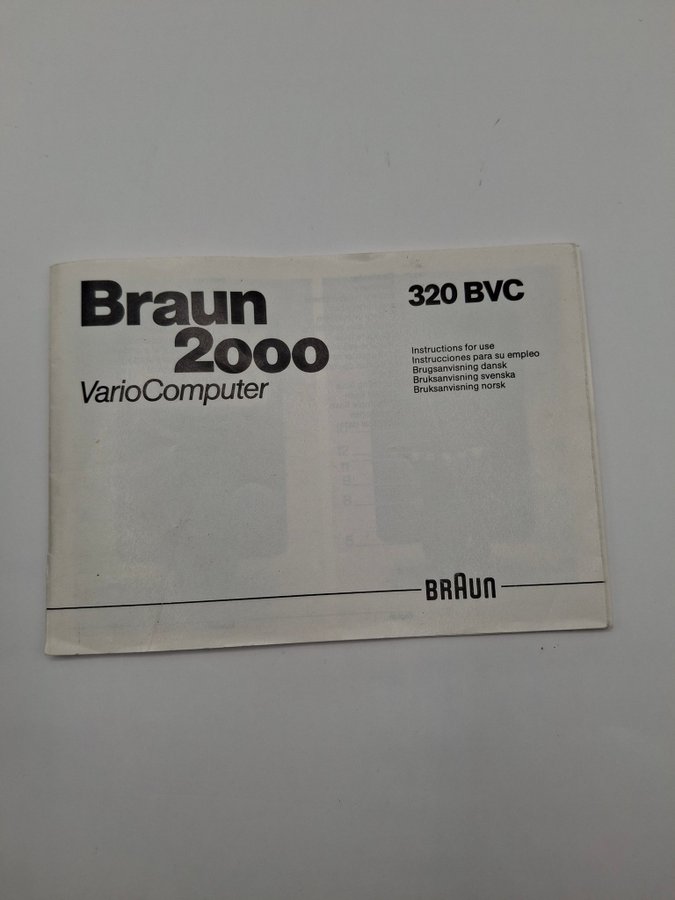 Braun
2000
VarioComputer
320 BVC
Instructions for use
Instrucciones para su empleo
Brugsanvisning dansk
Bruksanvisning svenska
Bruksanvisning norsk
BRAUN